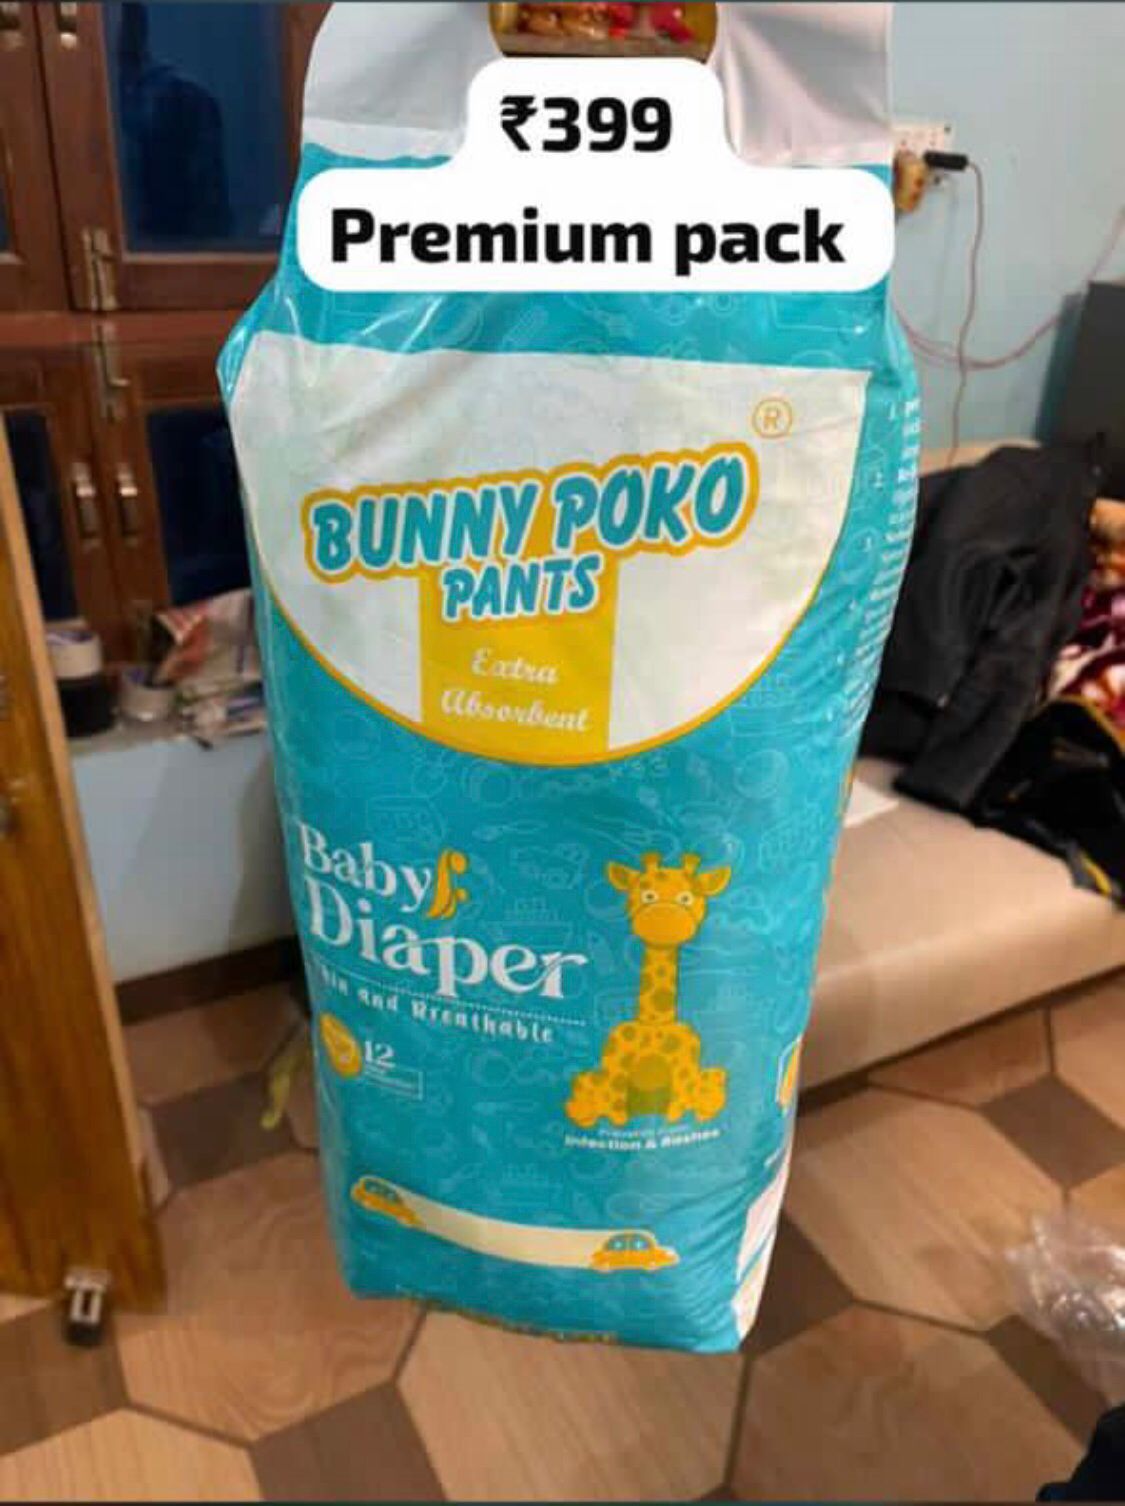 ₹399
Premium pack
®
BUNNY POKO
PANTS
Extra
Absorbent
Baby
Diaper
and Breathable
12
Infection & Rashes